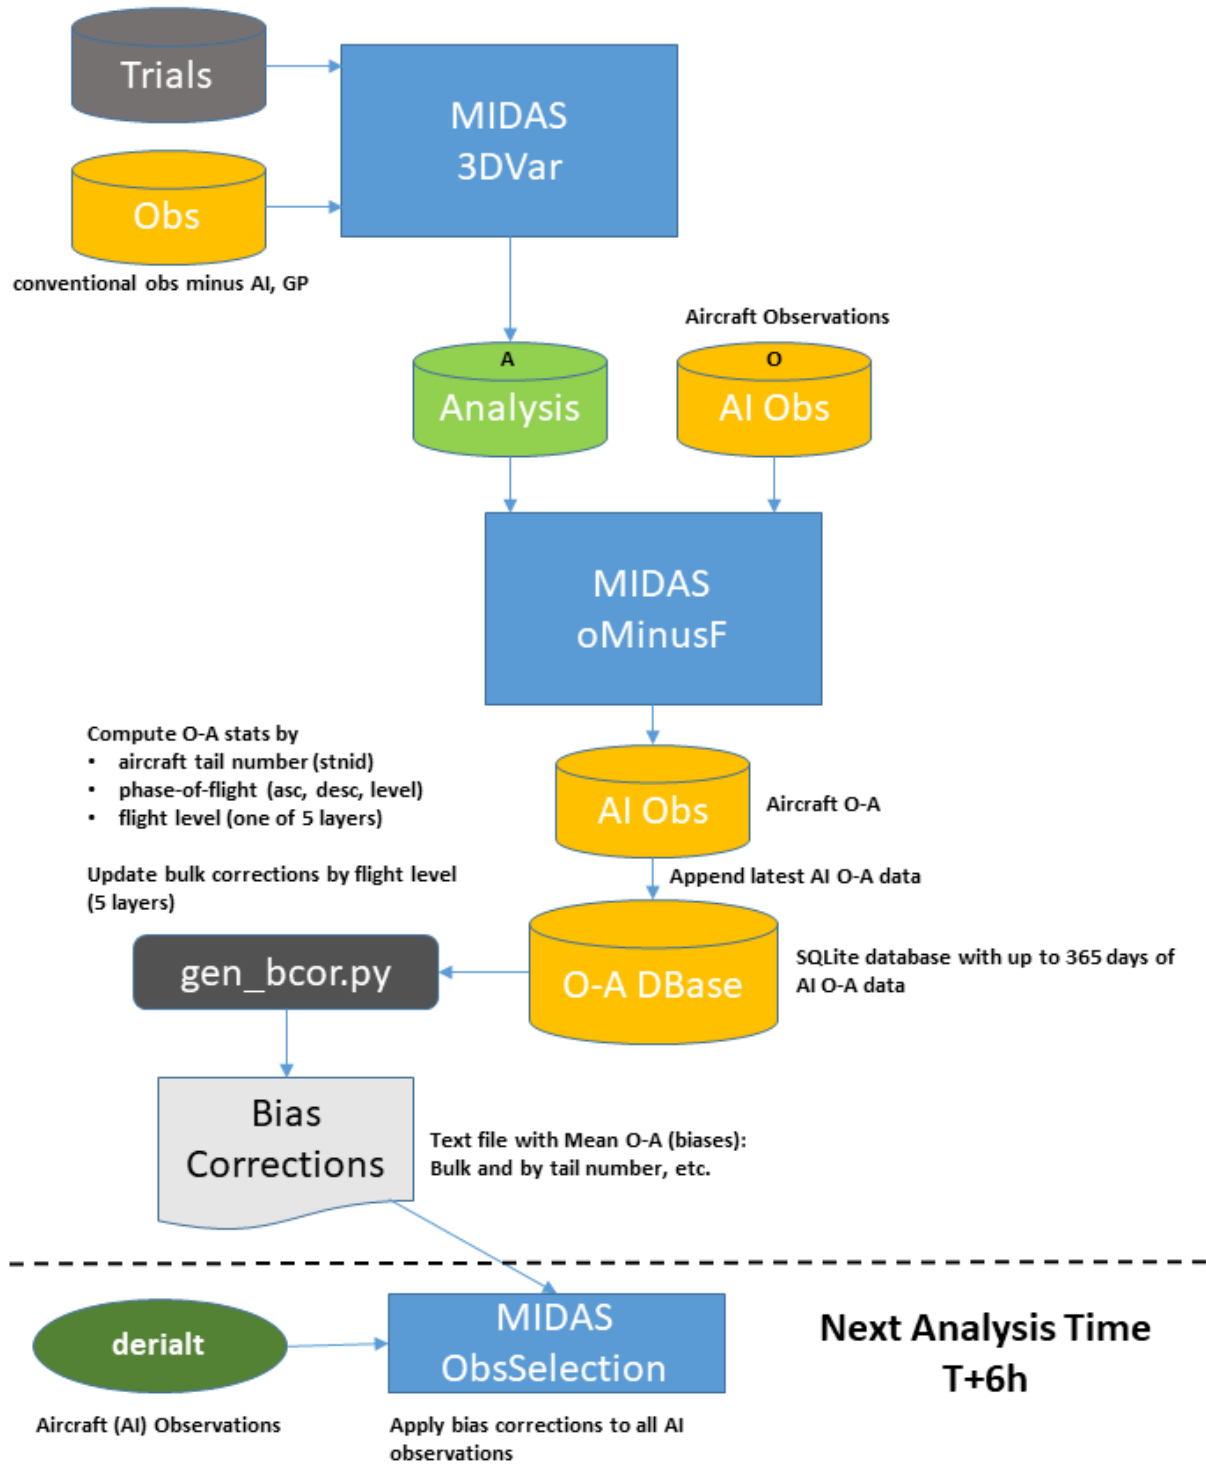 Trials
MIDAS
3DVar
Obs
conventional obs minus AI, GP
Aircraft Observations
A
Analysis
O
AI Obs
MIDAS
oMinusF
Compute O-A stats by
• aircraft tail number (stnid)
• phase-of-flight (asc, desc, level)
• flight level (one of 5 layers)
AI Obs
Aircraft O-A
Update bulk corrections by flight level
(5 layers)
Append latest AI O-A data
gen_bcor.py
O-A DBase
SQLite database with up to 365 days of
AI O-A data
Bias
Corrections
Text file with Mean O-A (biases):
Bulk and by tail number, etc.
derialt
MIDAS
ObsSelection
Next Analysis Time
T+6h
Aircraft (AI) Observations
Apply bias corrections to all AI
observations